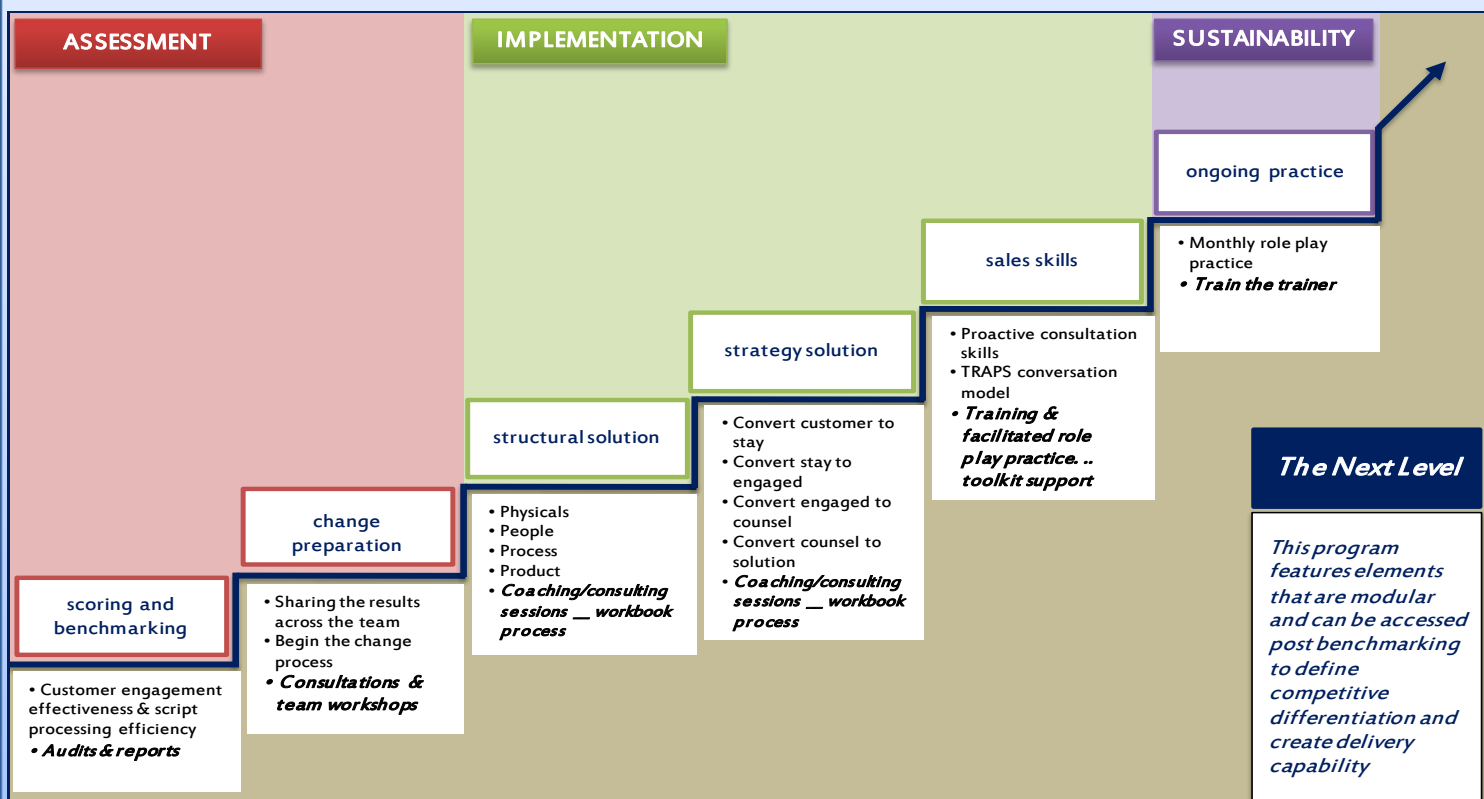 ASSESSMENT
IMPLEMENTATION
SUSTAINABILITY
scoring and
benchmarking
• Customer engagement
effectiveness & script
processing efficiency
• Audits & reports
change
preparation
• Sharing the results
across the team
• Begin the change
process
• Consultations &
team workshops
structural solution
• Physicals
• People
• Process
• Product
• Coaching/consulting
sessions __ workbook
process
strategy solution
• Convert customer to
stay
• Convert stay to
engaged
• Convert engaged to
counsel
• Convert counsel to
solution
• Coaching/consulting
sessions __ workbook
process
sales skills
• Proactive consultation
skills
• TRAPS conversation
model
• Training &
facilitated role
play practice. ..
toolkit support
ongoing practice
• Monthly role play
practice
• Train the trainer
The Next Level
This program
features elements
that are modular
and can be accessed
post benchmarking
to define
competitive
differentiation and
create delivery
capability